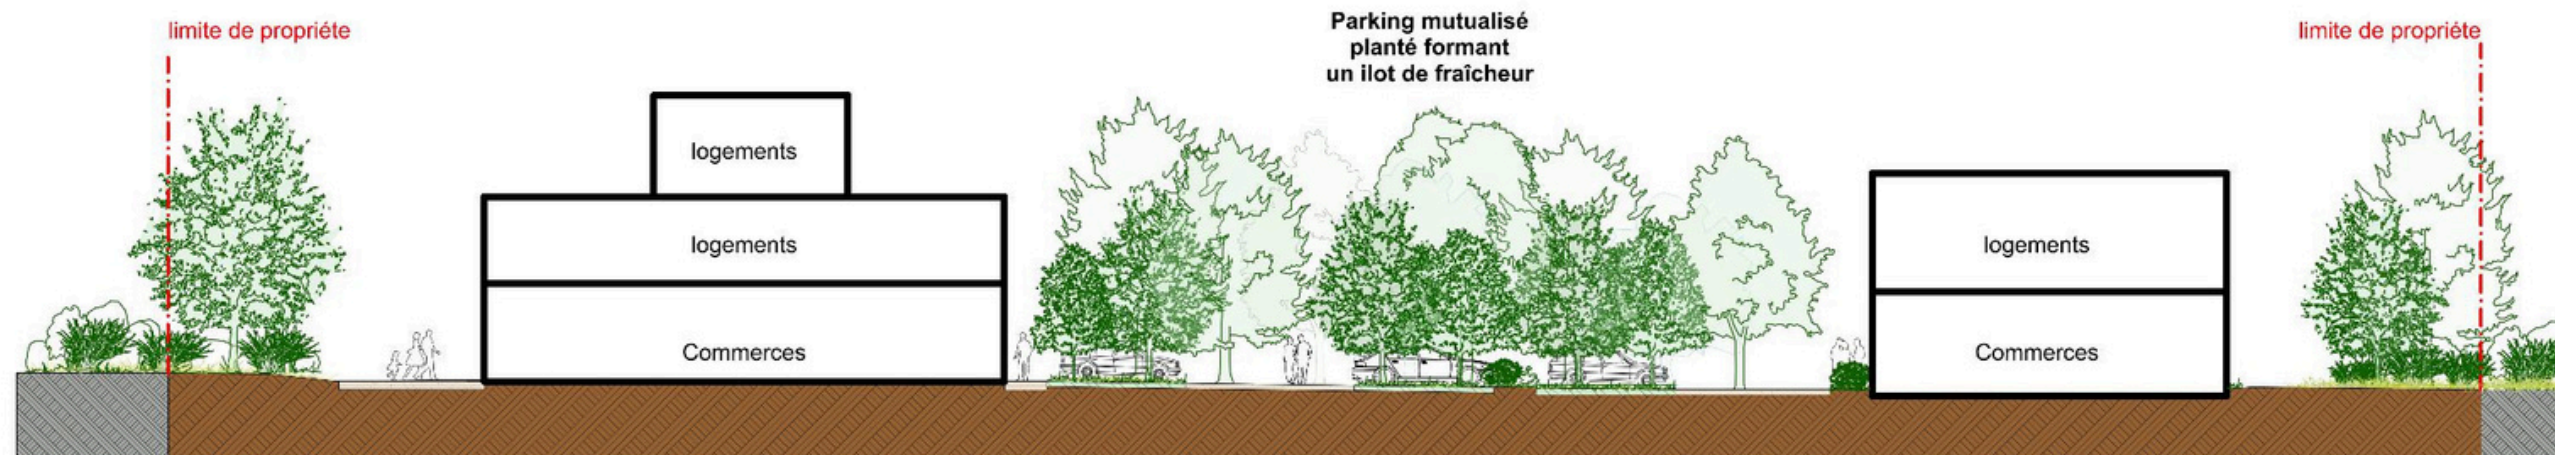 limite de propriéte
Parking mutualisé
planté formant
un ilot de fraîcheur
limite de propriéte
logements
logements
Commerces
logements
Commerces